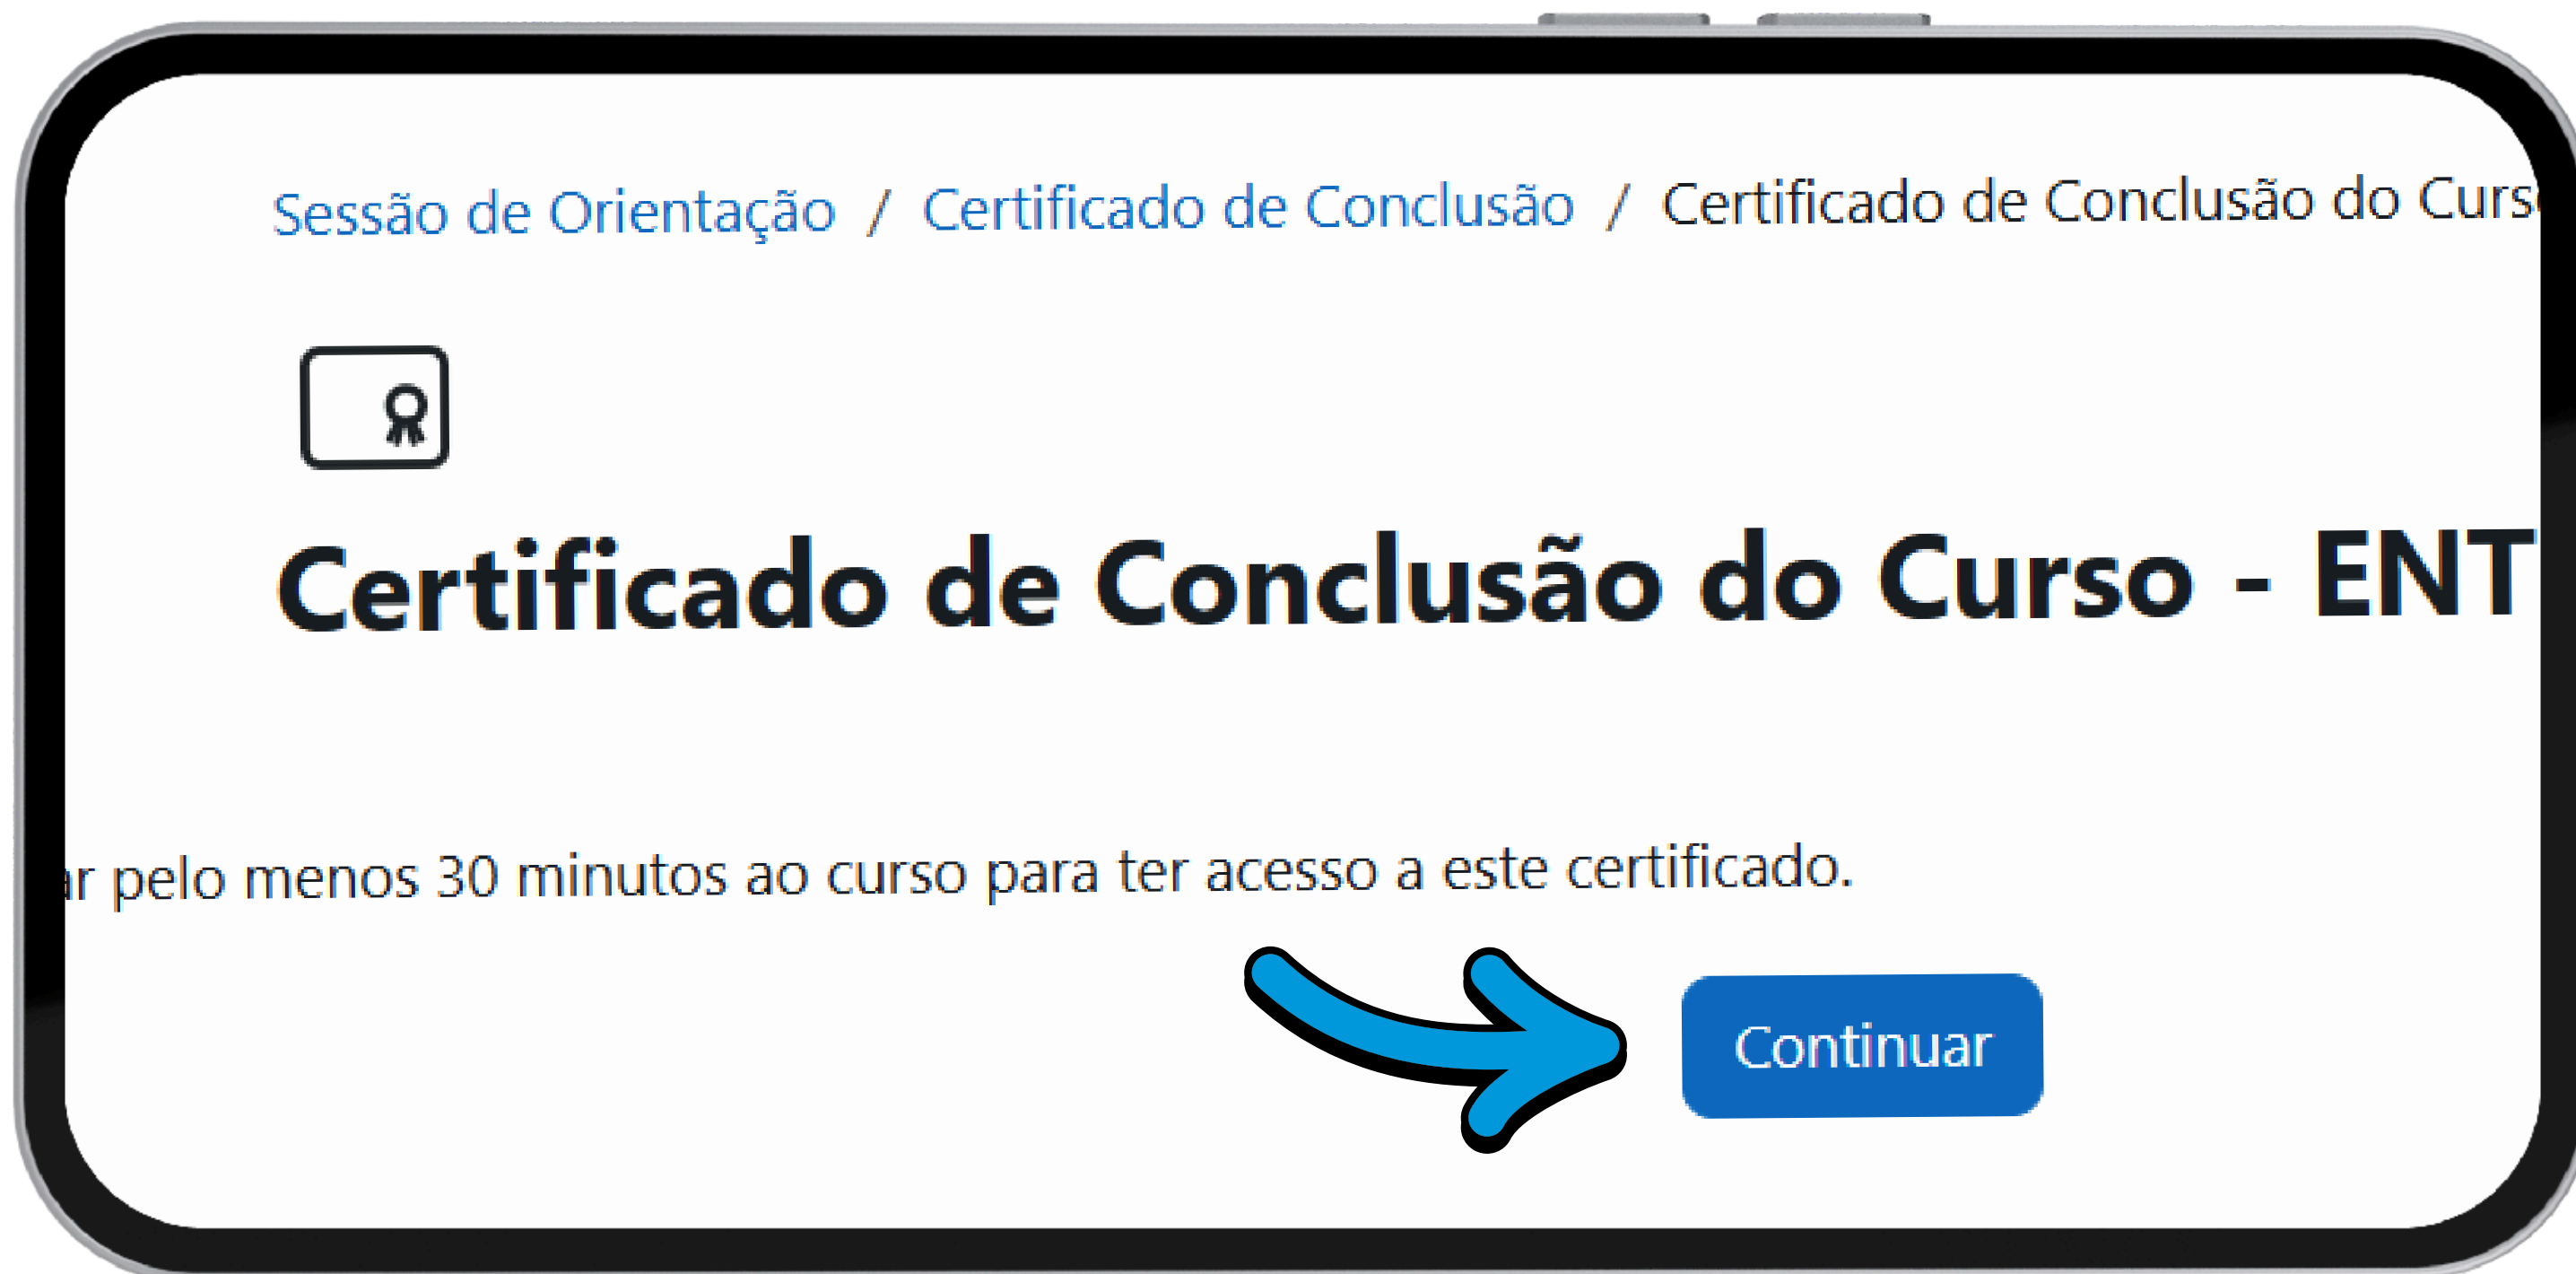 Sessão de Orientação / Certificado de Conclusão / Certificado de Conclusão do Curs
Certificado de Conclusão do Curso - ENT
ar pelo menos 30 minutos ao curso para ter acesso a este certificado.
Continuar